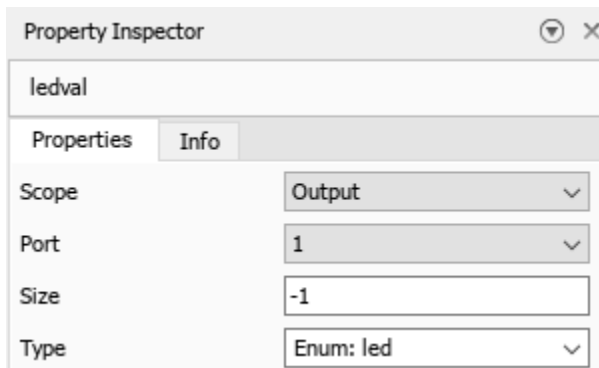 Property Inspector
ledval
Properties Info
Scope Output
Port 1
Size -1
Type Enum: led